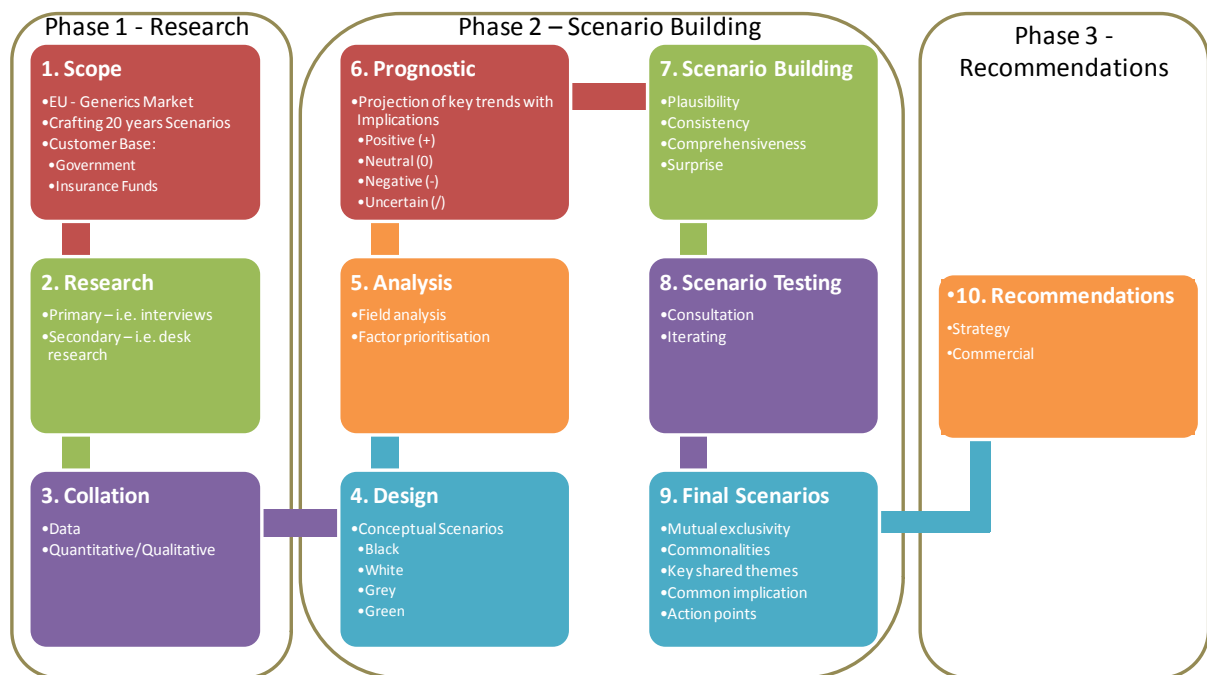 Phase 1 - Research
1. Scope
•EU - Generics Market
•Crafting 20 years Scenarios
•Customer Base:
•Government
•Insurance Funds
2. Research
•Primary – i.e. interviews
•Secondary – i.e. desk
research
3. Collation
•Data
•Quantitative/Qualitative
Phase 2 – Scenario Building
6. Prognostic
•Projection of key trends with
Implications
•Positive (+)
•Neutral (0)
•Negative (-)
•Uncertain (/)
5. Analysis
•Field analysis
•Factor prioritisation
4. Design
•Conceptual Scenarios
•Black
•White
•Grey
•Green
7. Scenario Building
•Plausibility
•Consistency
•Comprehensiveness
•Surprise
8. Scenario Testing
•Consultation
•Iterating
9. Final Scenarios
•Mutual exclusivity
•Commonalities
•Key shared themes
•Common implication
•Action points
Phase 3 -
Recommendations
•10. Recommendations
•Strategy
•Commercial